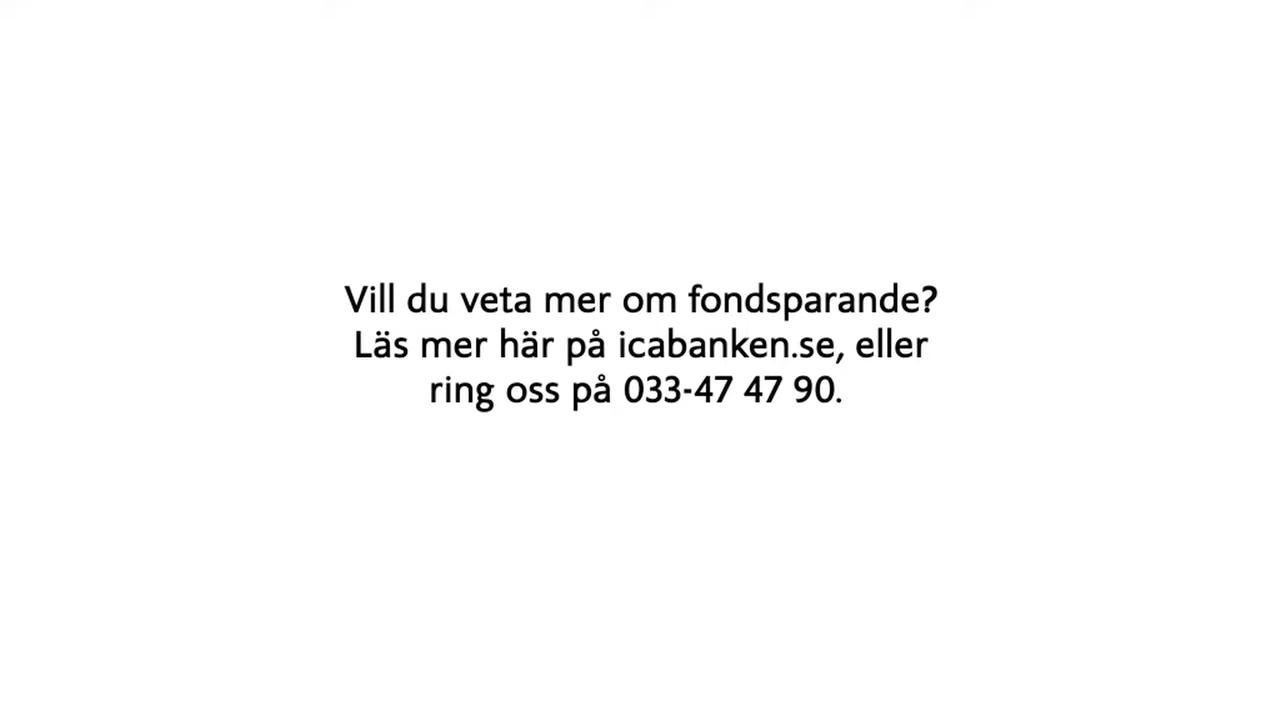 Vill du veta mer om fondsparande?
Läs mer här på icabanken.se, eller
ring oss på 033-47 47 90.